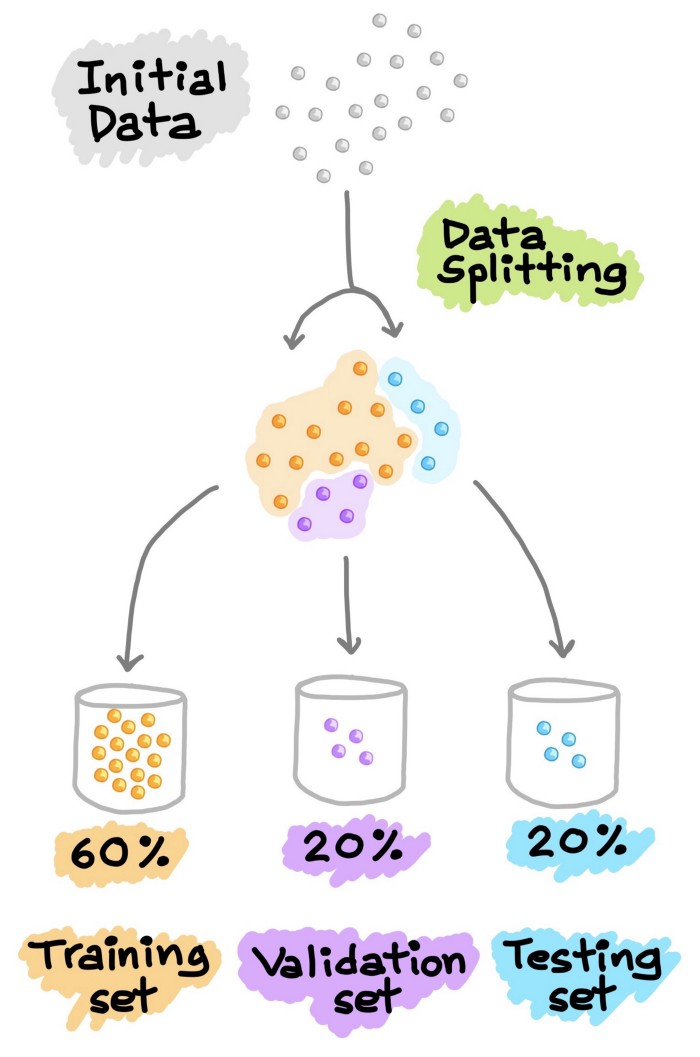 Initial
Data
Data
Splitting
60%
20%
20%
Training
set
Validation
set
Testing
set